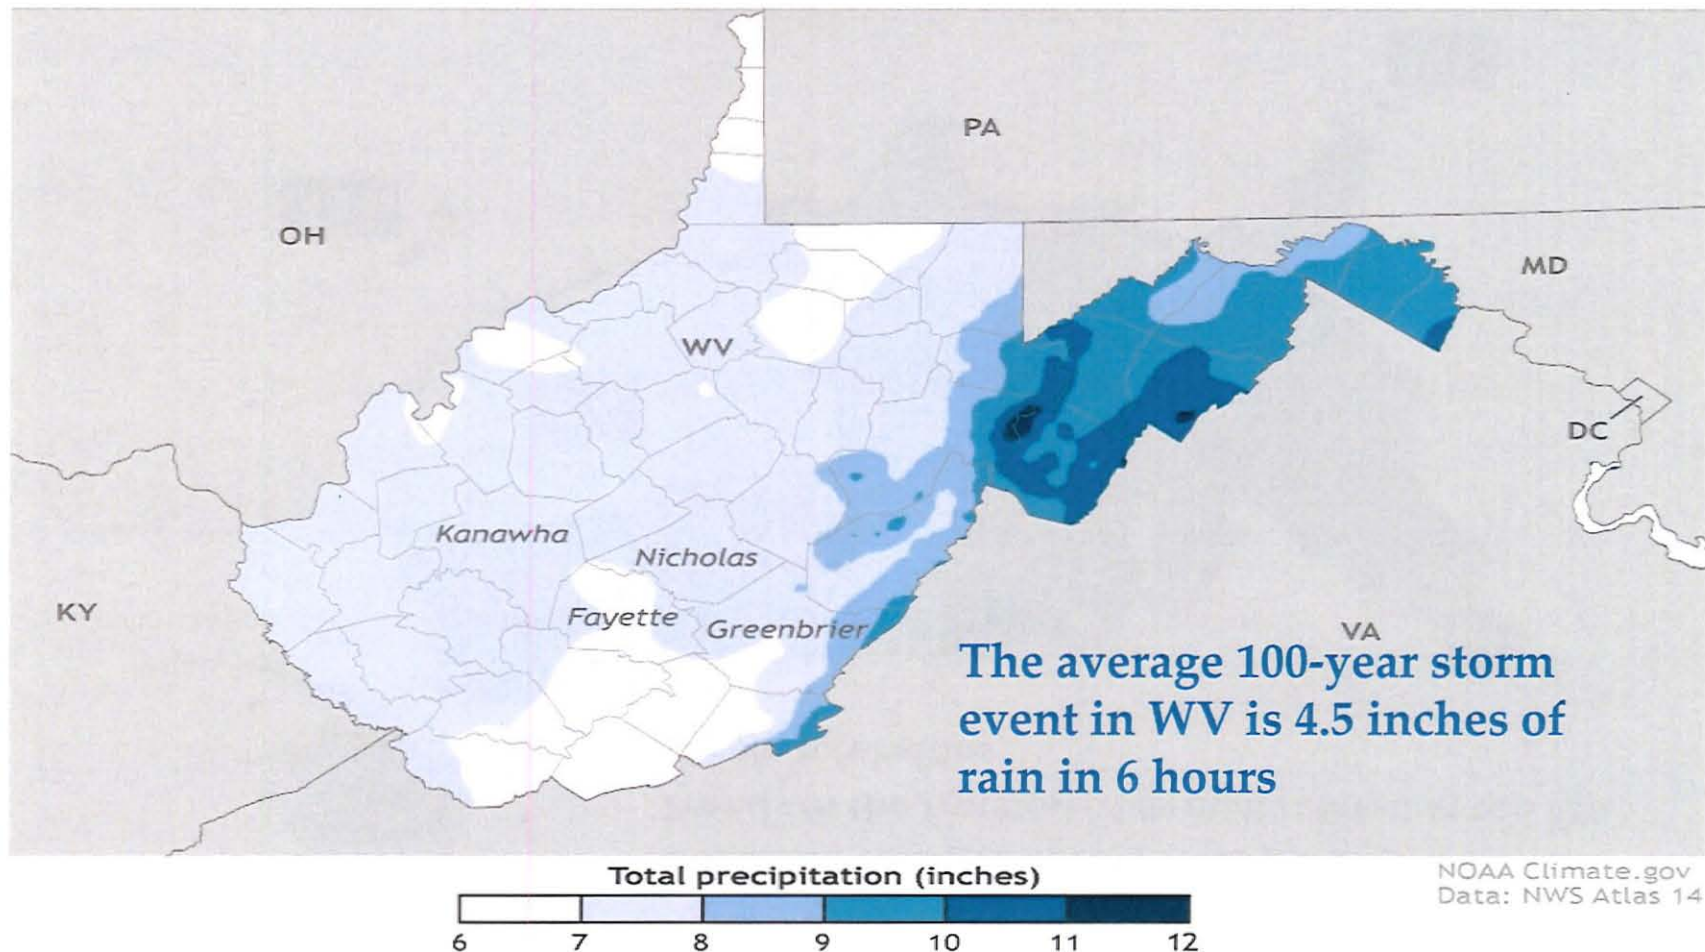 PA
OH
MD
WV
DC
Kanawha
Nicholas
KY
Fayette
Greenbrier
VA
The average 100-year storm
event in WV is 4.5 inches of
rain in 6 hours
Total precipitation (inches)
6 7 8 9 10 11 12
NOAA Climate.gov
Data: NWS Atlas 14